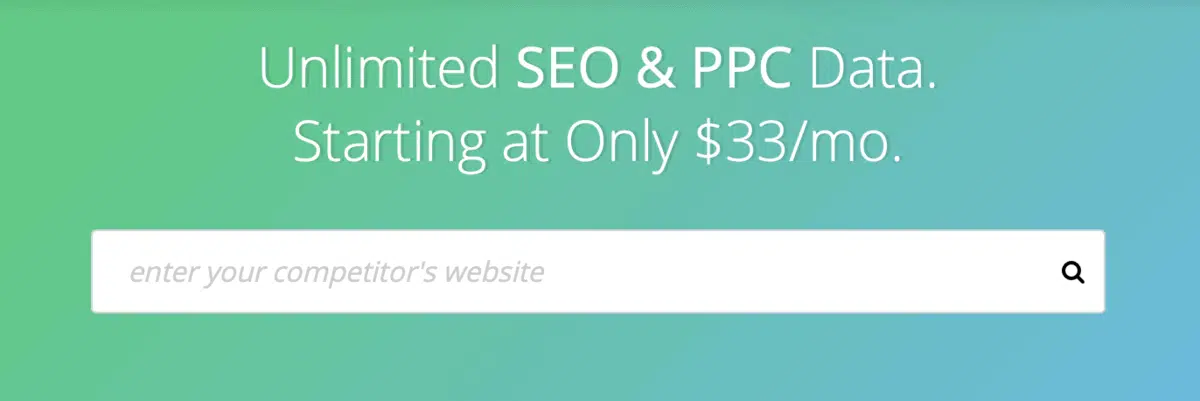 Unlimited SEO & PPC Data.
Starting at Only $33/mo.
enter your competitor's website